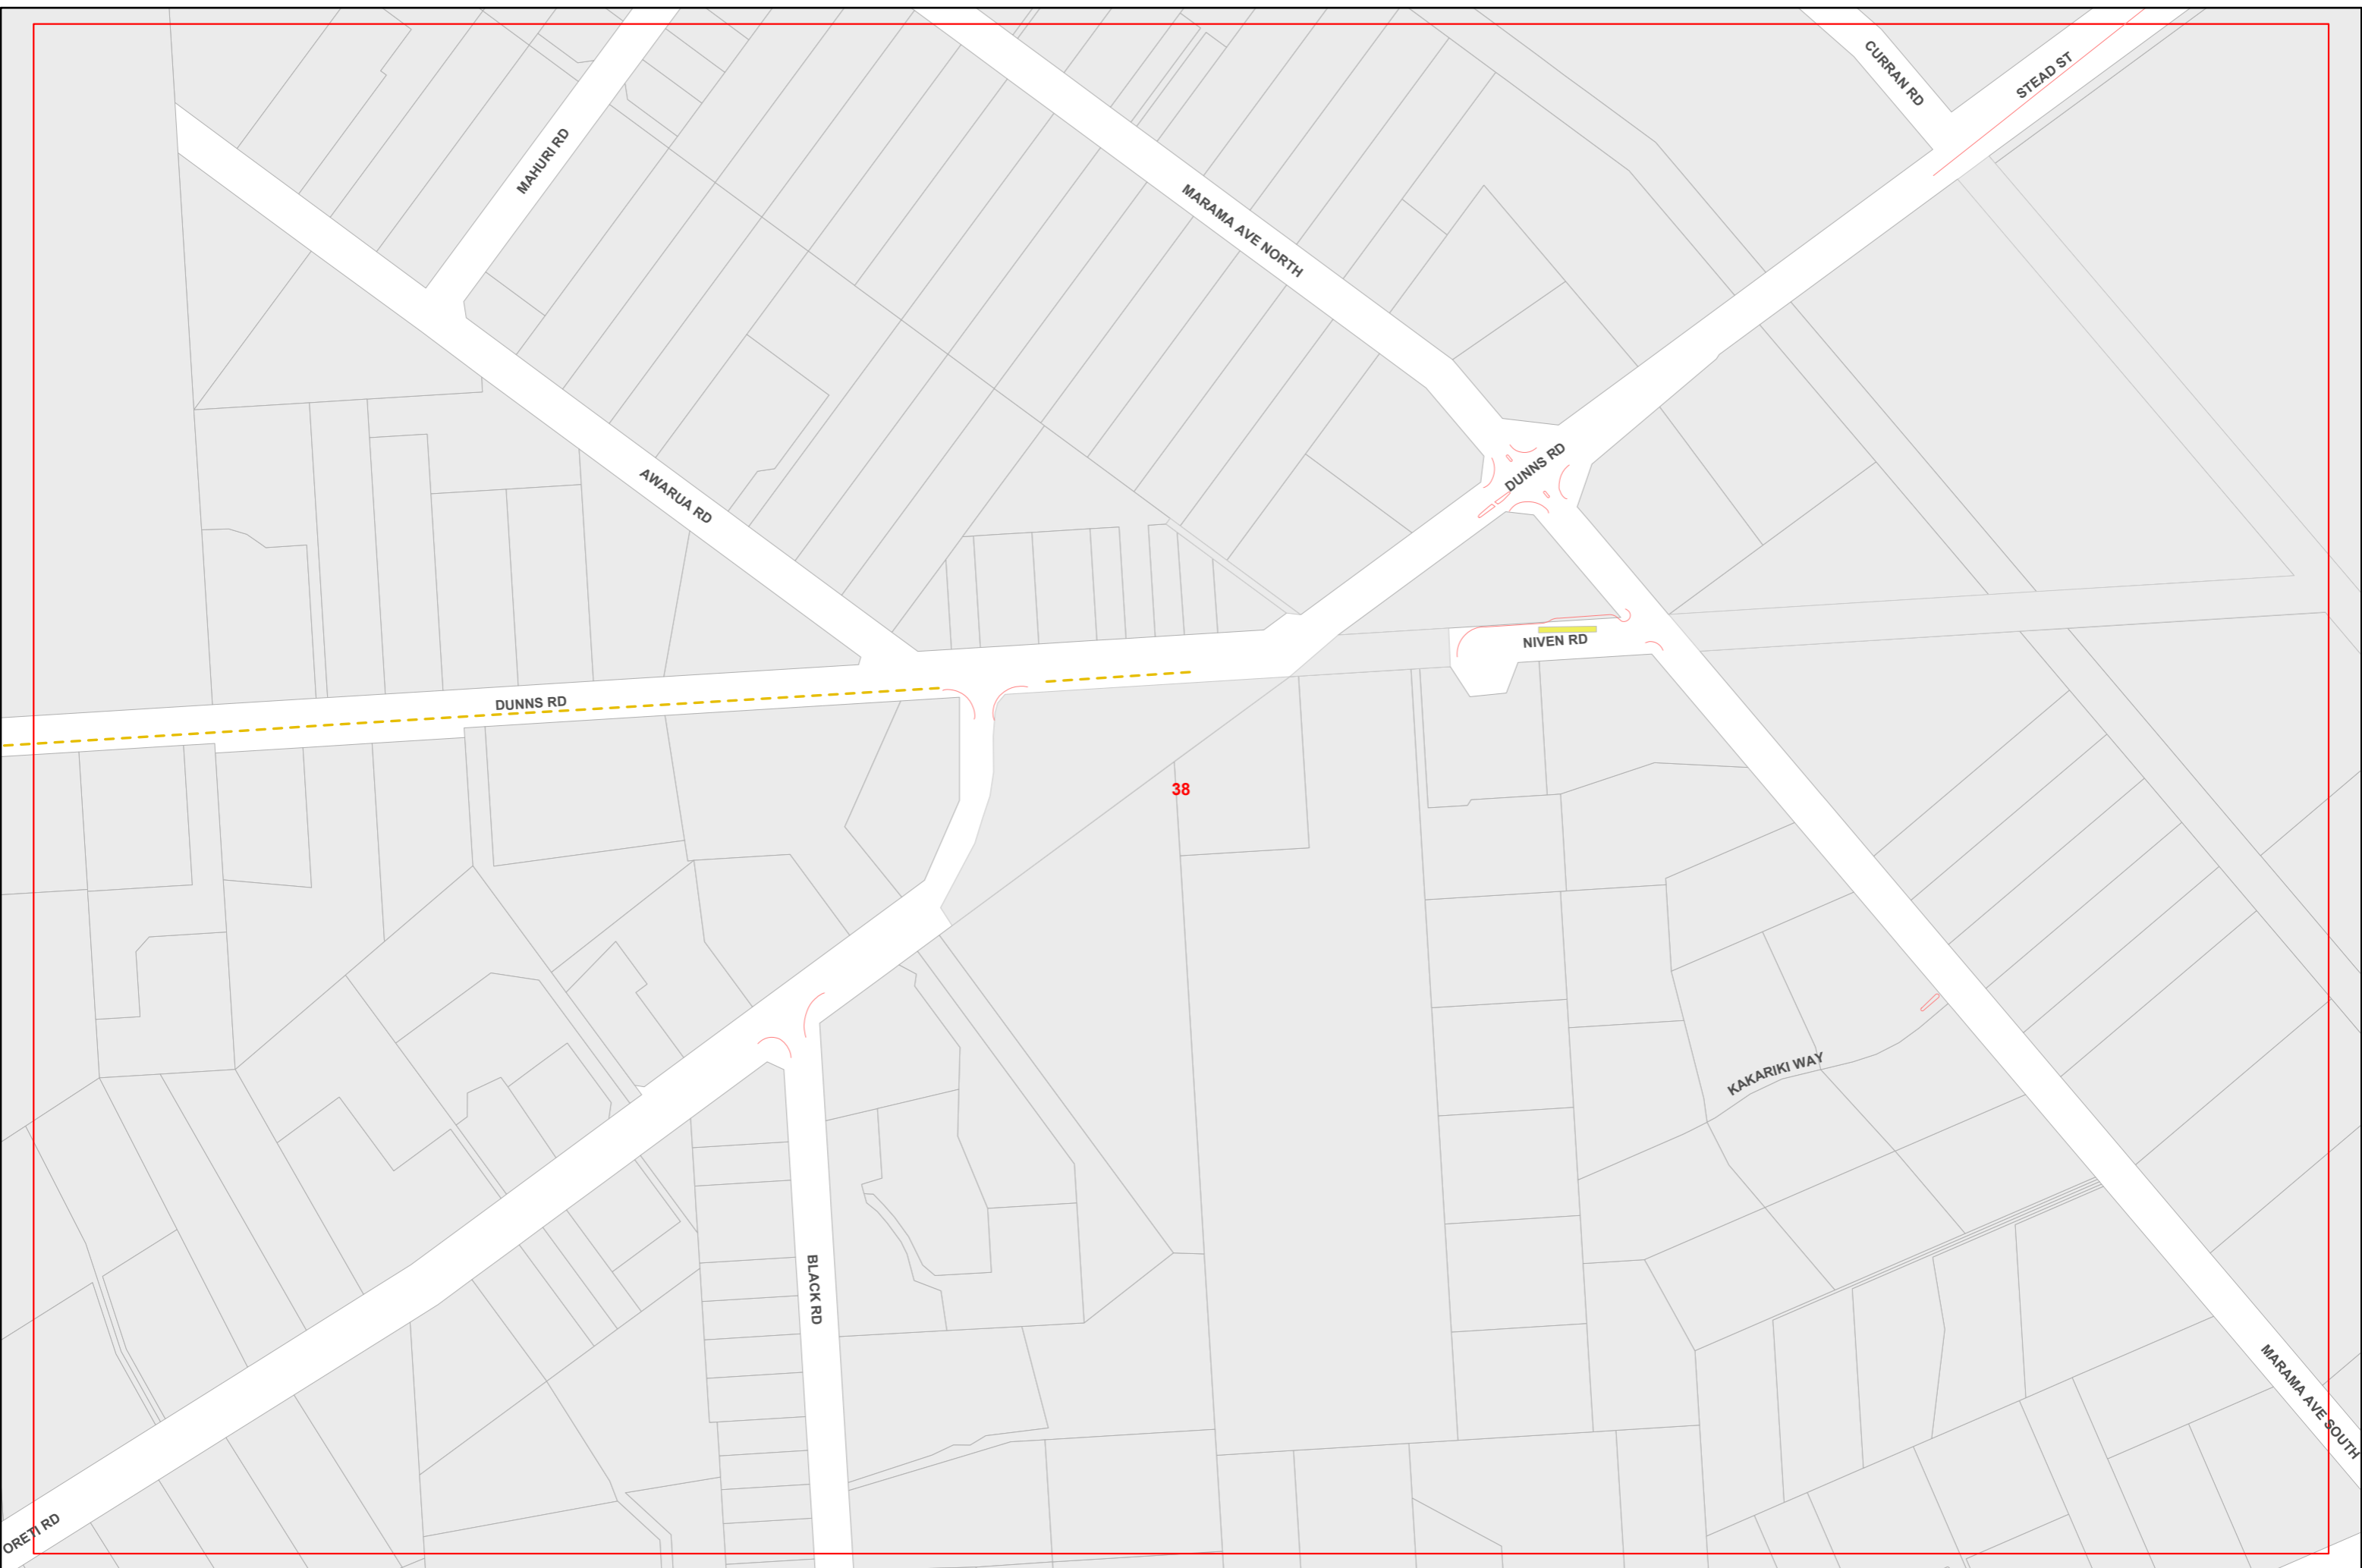 CURRAN RD
STEAD ST
MAHURI RD
MARAMA AVE NORTH
DUNNS RD
AWARUA RD
NIVEN RD
DUNNS RD
38
KAKARIKI WAY
BLACK RD
MARAMA AVE SOUTH
ORETI RD